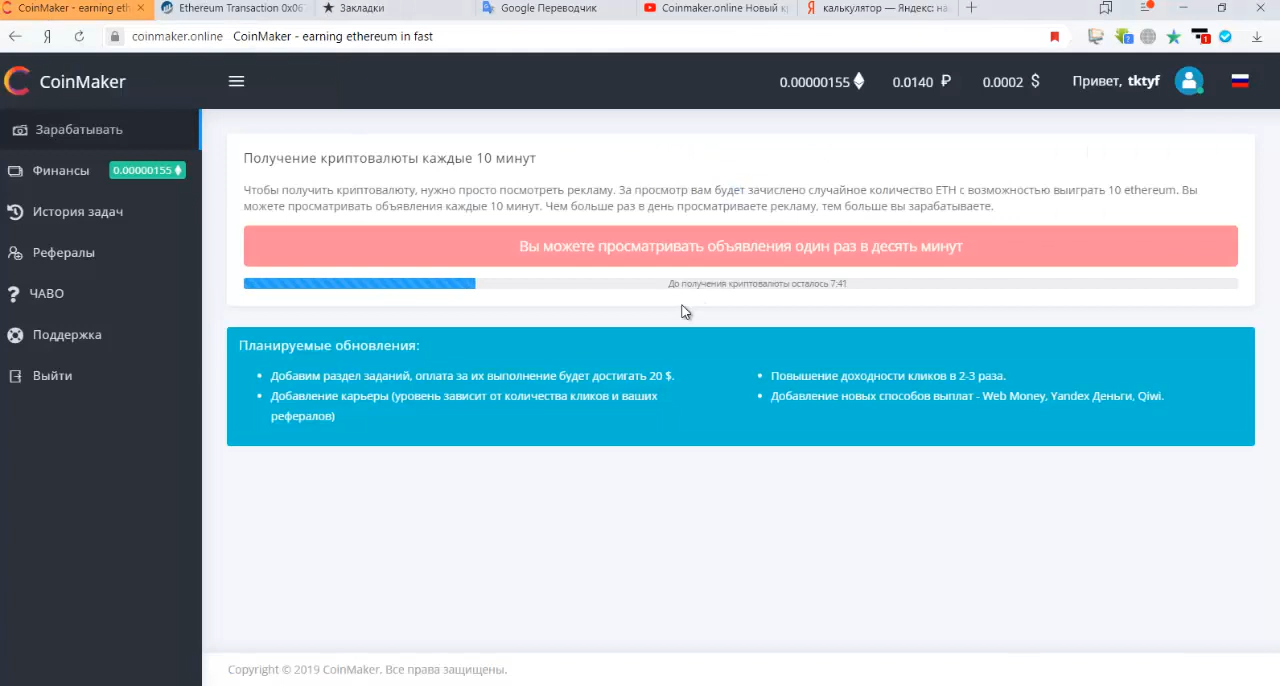 CoinMaker - earning eth
Ethereum Transaction 0x06
Закладки
Google Переводчик
Coinmaker.online Новый к
калькулятор — Яндекс: на
coinmaker.online CoinMaker - earning ethereum in fast
CoinMaker
0.00000155
0.0140 ₽
0.0002 $
Привет, tktyf
Зарабатывать
Финансы 0.00000155
История задач
Рефералы
ЧАВО
Поддержка
Выйти
Получение криптовалюты каждые 10 минут
Чтобы получить криптовалюту, нужно просто посмотреть рекламу. За просмотр вам будет зачислено случайное количество ETH с возможностью выиграть 10 ethereum. Вы
можете просматривать объявления каждые 10 минут. Чем больше раз в день просматриваете рекламу, тем больше вы зарабатываете.
Вы можете просматривать объявления один раз в десять минут
До получения криптовалюты осталось 7:41
Планируемые обновления:
• Добавим раздел заданий, оплата за их выполнение будет достигать 20 $.
• Добавление карьеры (уровень зависит от количества кликов и ваших
рефералов)
• Повышение доходности кликов в 2-3 раза.
• Добавление новых способов выплат - Web Money, Yandex Деньги, Qiwi.
Copyright © 2019 CoinMaker. Все права защищены.